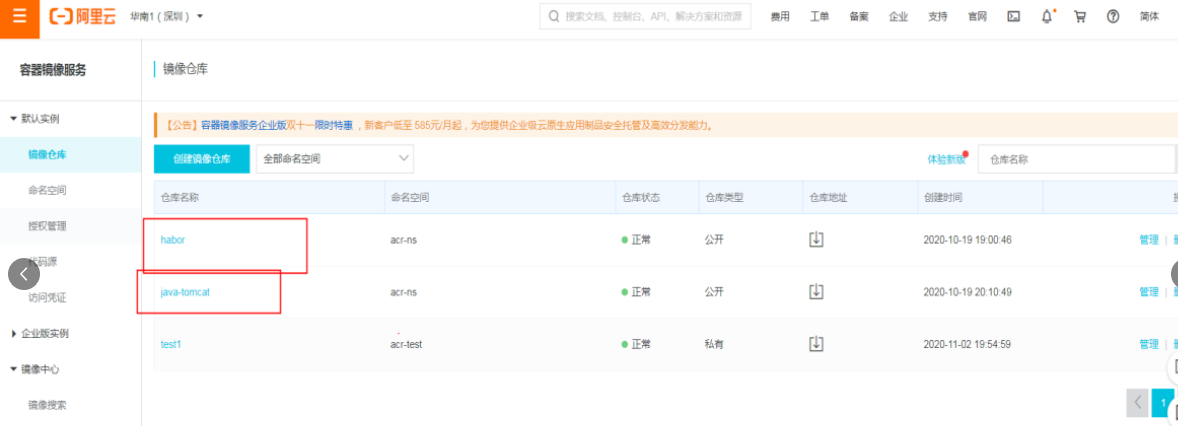 阿里云 华南1（深圳） 搜索文档、控制台、API、解决方案和资源 费用 工单 备案 企业 支持 官网 简体
容器镜像服务
镜像仓库
默认实例
镜像仓库
命名空间
授权管理
代码源
访问凭证
企业版实例
镜像中心
镜像搜索
【公告】容器镜像服务企业版双十一限时特惠，新客户低至 585元/月起，为您提供企业级云原生应用制品安全托管及高效分发能力。
创建镜像仓库 全部命名空间 体验新版 仓库名称
仓库名称 命名空间 仓库状态 仓库类型 仓库地址 创建时间
habor acr-ns 正常 公开 2020-10-19 19:00:46 管理
java-tomcat acr-ns 正常 公开 2020-10-19 20:10:49 管理
test1 acr-test 正常 私有 2020-11-02 19:54:59 管理
1